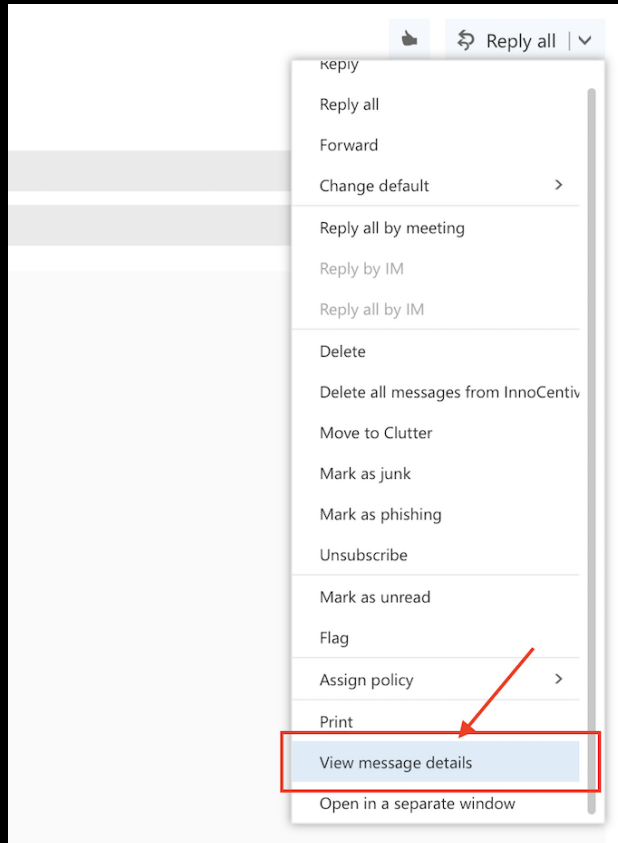 Reply all
Reply
Reply all
Forward
Change default
Reply all by meeting
Reply by IM
Reply all by IM
Delete
Delete all messages from InnoCentiv
Move to Clutter
Mark as junk
Mark as phishing
Unsubscribe
Mark as unread
Flag
Assign policy
Print
View message details
Open in a separate window